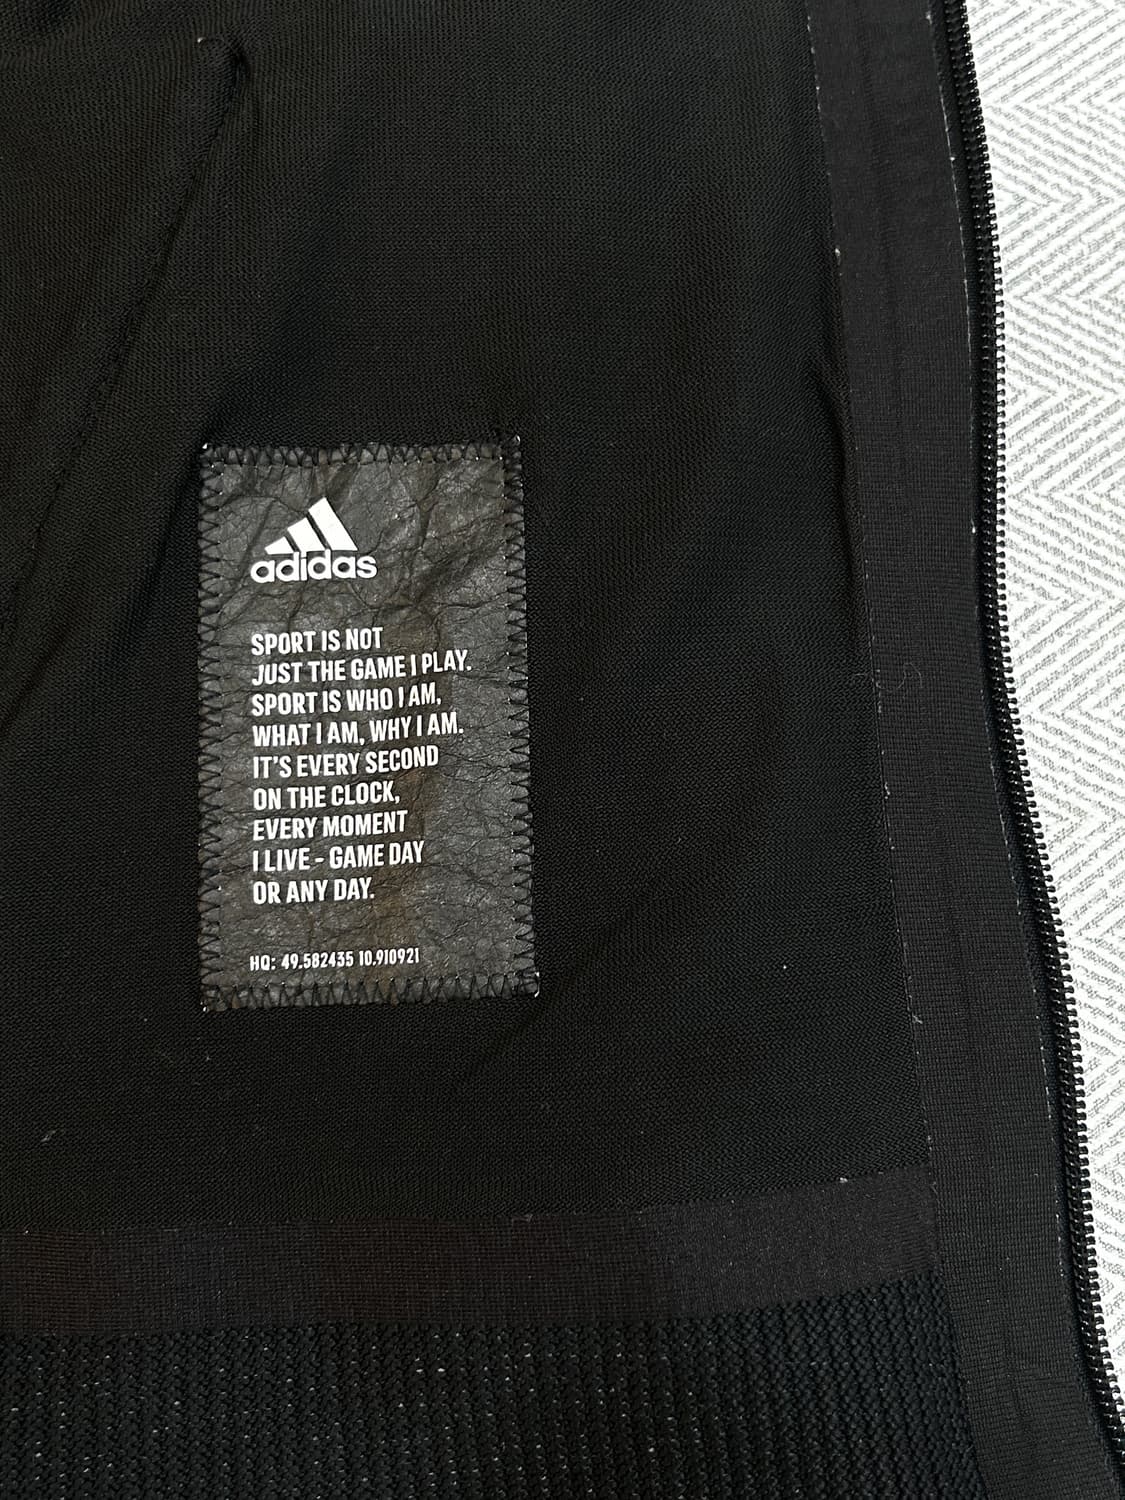 adidas
SPORT IS NOT
JUST THE GAME I PLAY.
SPORT IS WHO I AM,
WHAT I AM, WHY I AM.
IT'S EVERY SECOND
ON THE CLOCK,
EVERY MOMENT
I LIVE - GAME DAY
OR ANY DAY.
HQ: 49.582435 10.910921